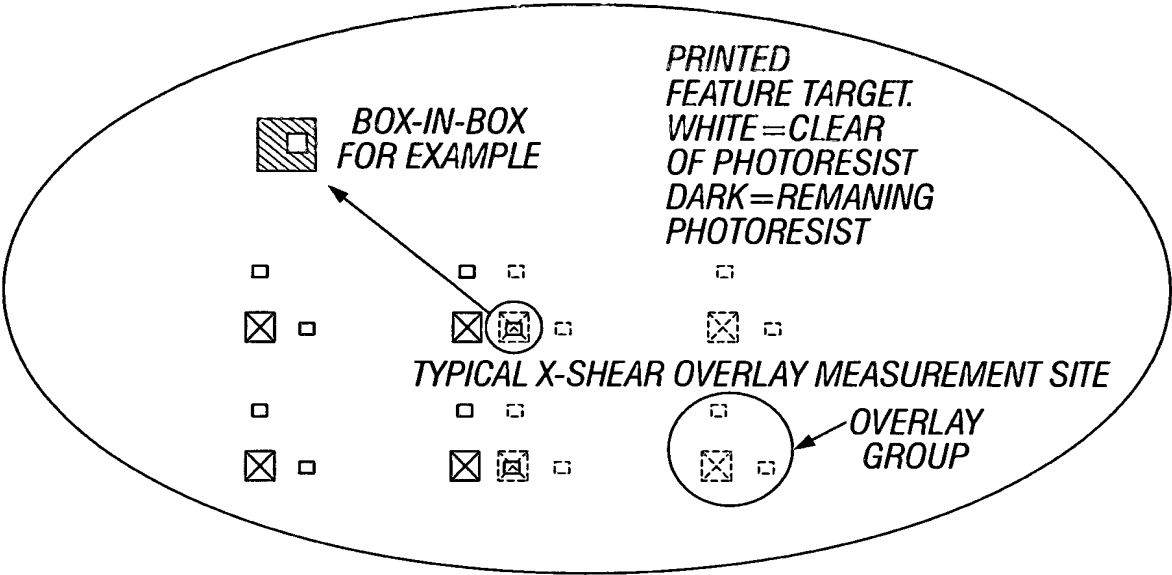 BOX-IN-BOX
FOR EXAMPLE
PRINTED
FEATURE TARGET.
WHITE=CLEAR
OF PHOTORESIST
DARK=REMANING
PHOTORESIST
TYPICAL X-SHEAR OVERLAY MEASUREMENT SITE
OVERLAY
GROUP